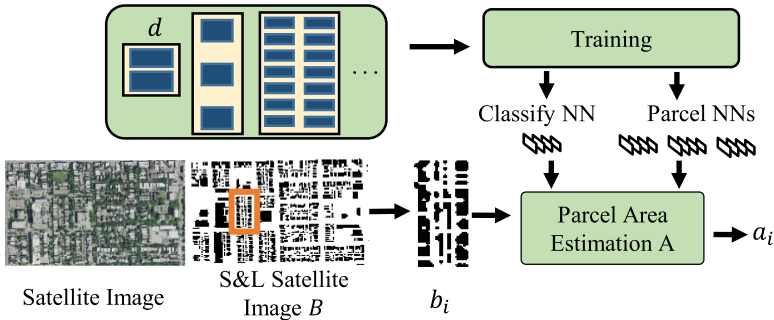 d
...
Training
Classify NN
Parcel NNs
Parcel Area
Estimation A
a_i
Satellite Image
S&L Satellite
Image B
b_i